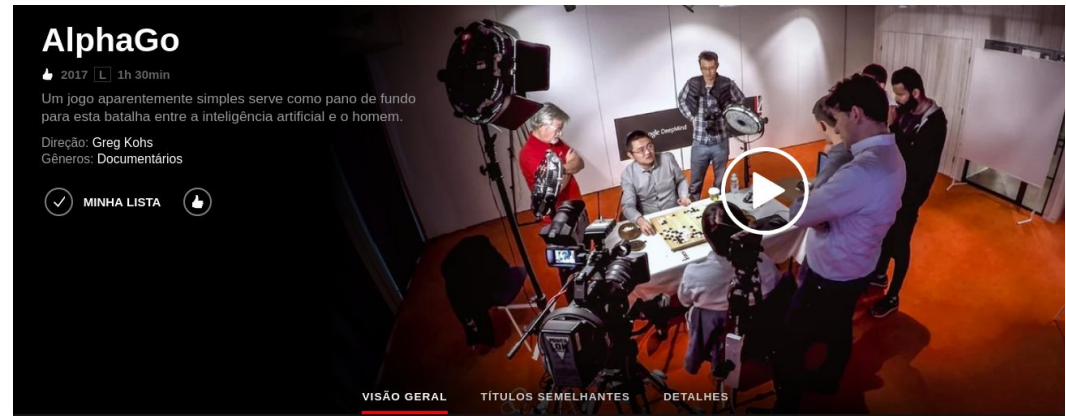 AlphaGo
2017 L 1h 30min
Um jogo aparentemente simples serve como pano de fundo
para esta batalha entre a inteligência artificial e o homem.
Direção: Greg Kohs
Gêneros: Documentários
MINHA LISTA
DeepMind
VISÃO GERAL TÍTULOS SEMELHANTES DETALHES